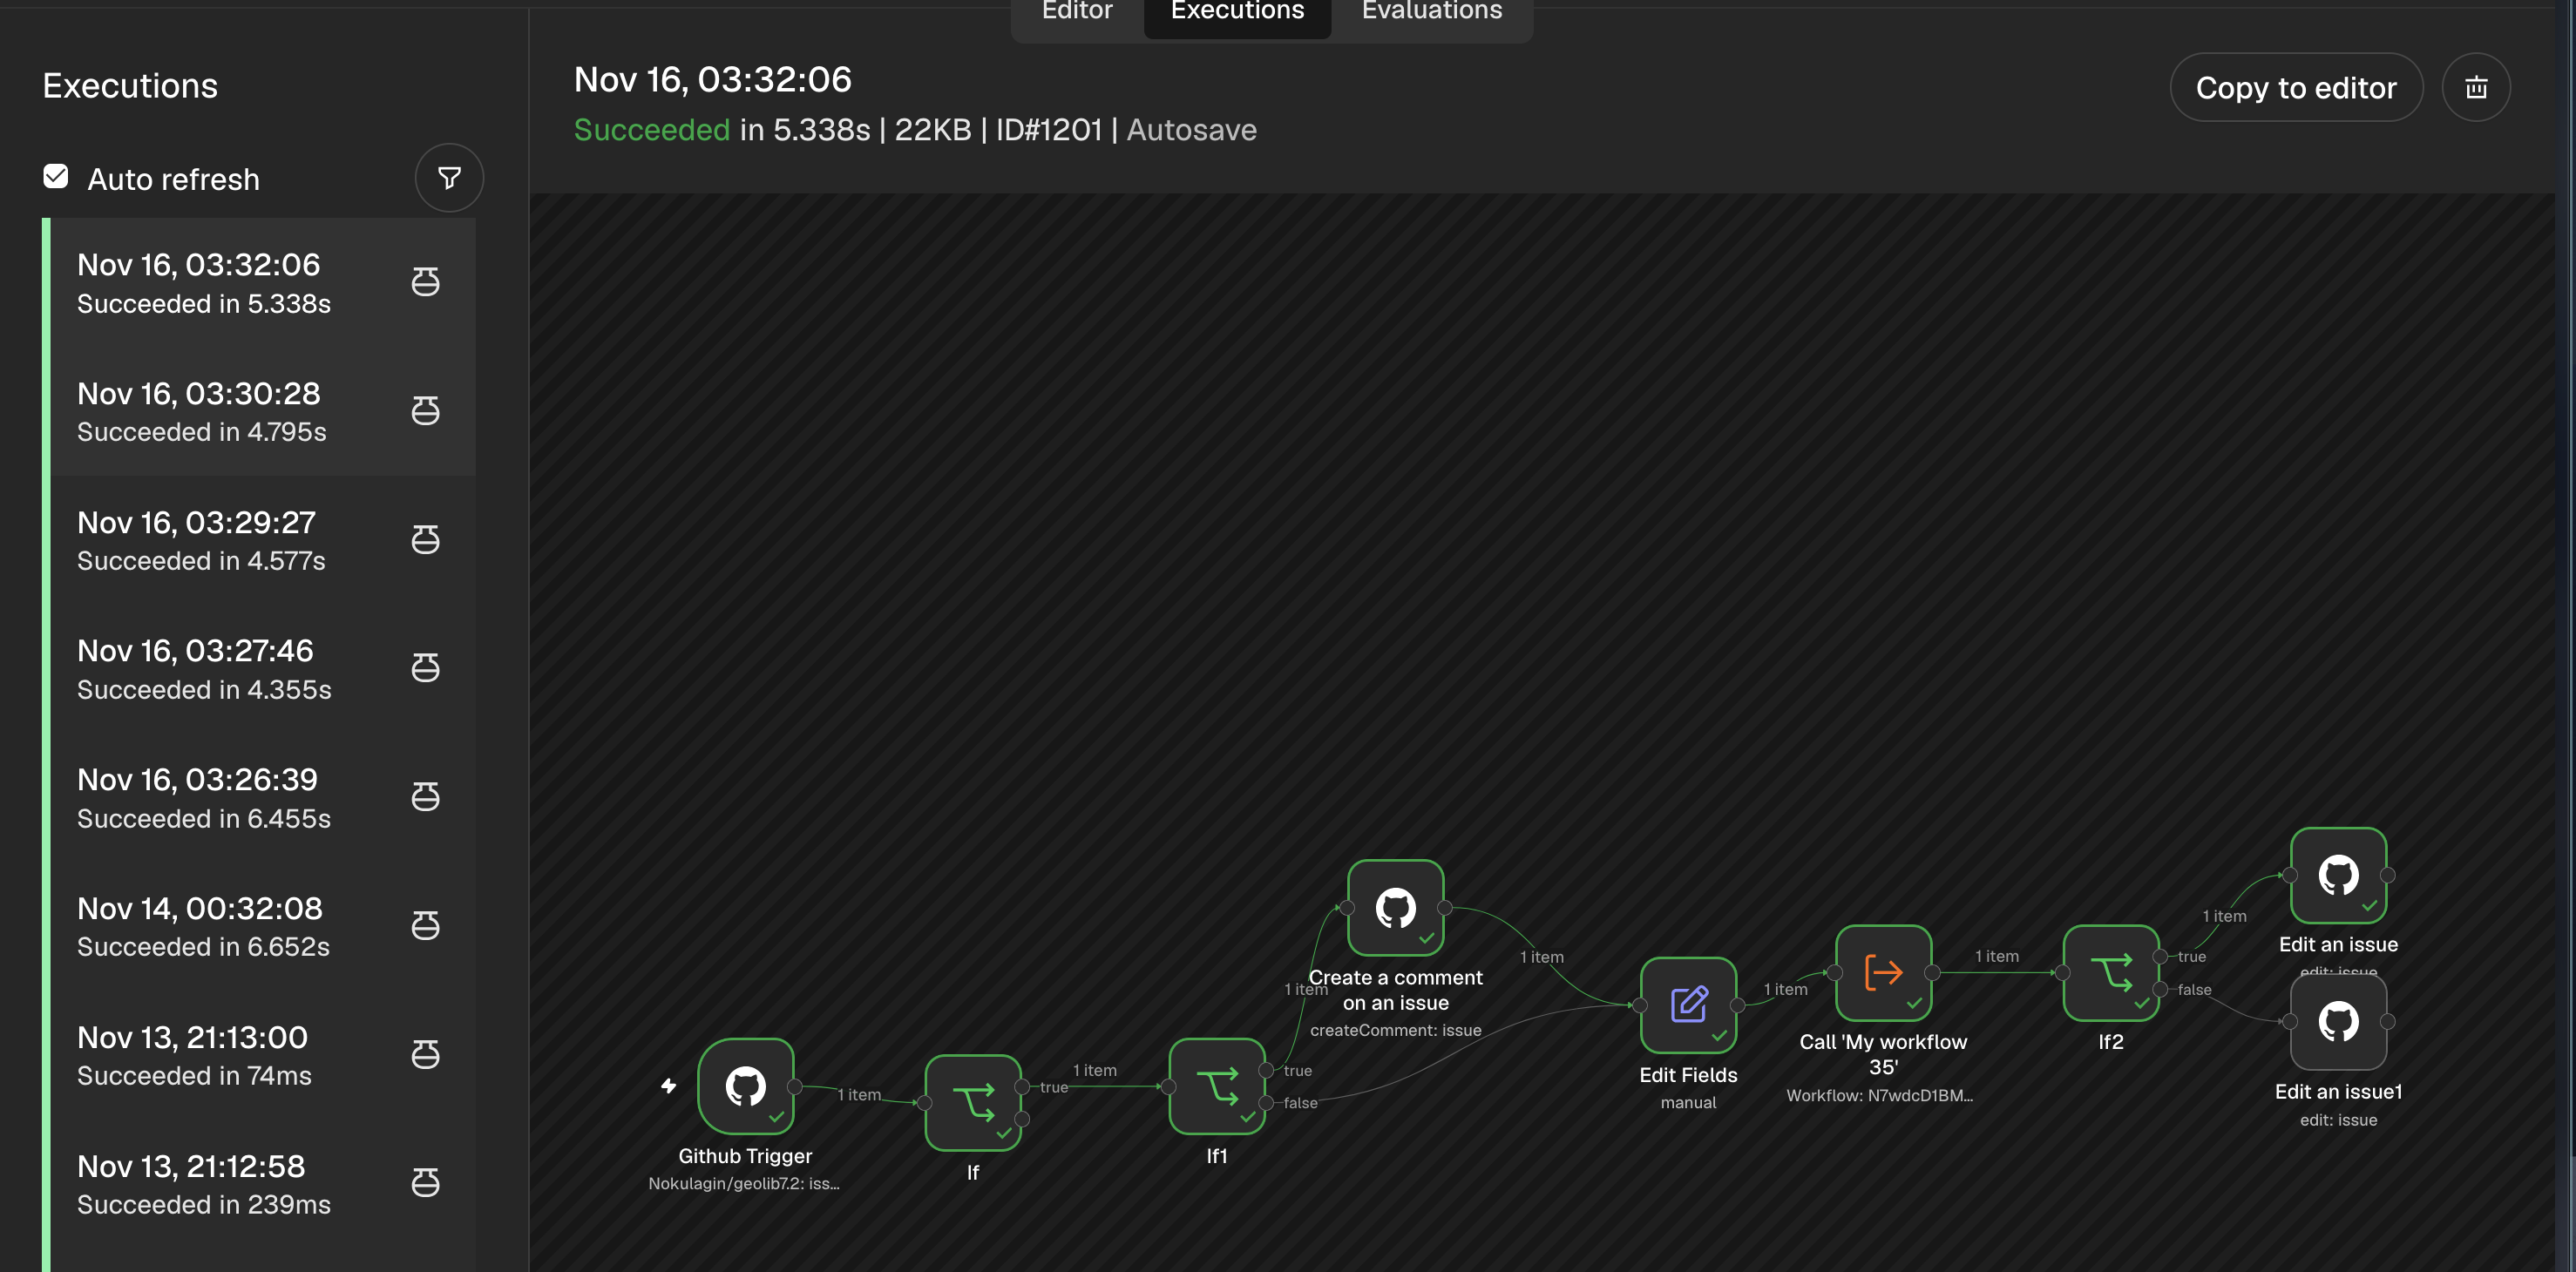 Editor
Executions
Evaluations
Executions
Auto refresh
Nov 16, 03:32:06
Succeeded in 5.338s
Nov 16, 03:30:28
Succeeded in 4.795s
Nov 16, 03:29:27
Succeeded in 4.577s
Nov 16, 03:27:46
Succeeded in 4.355s
Nov 16, 03:26:39
Succeeded in 6.455s
Nov 14, 00:32:08
Succeeded in 6.652s
Nov 13, 21:13:00
Succeeded in 74ms
Nov 13, 21:12:58
Succeeded in 239ms
Nov 16, 03:32:06
Succeeded in 5.338s | 22KB | ID#1201 | Autosave
Copy to editor
Github Trigger
Nokulagin/geolib7.2: iss...
1 item
If
true
1 item
If1
true
false
1 item
Create a comment
on an issue
createComment: issue
1 item
Edit Fields
manual
1 item
Call 'My workflow
35'
Workflow: N7wdcD1BM...
1 item
If2
true
false
1 item
Edit an issue
edit: issue
Edit an issue1
edit: issue